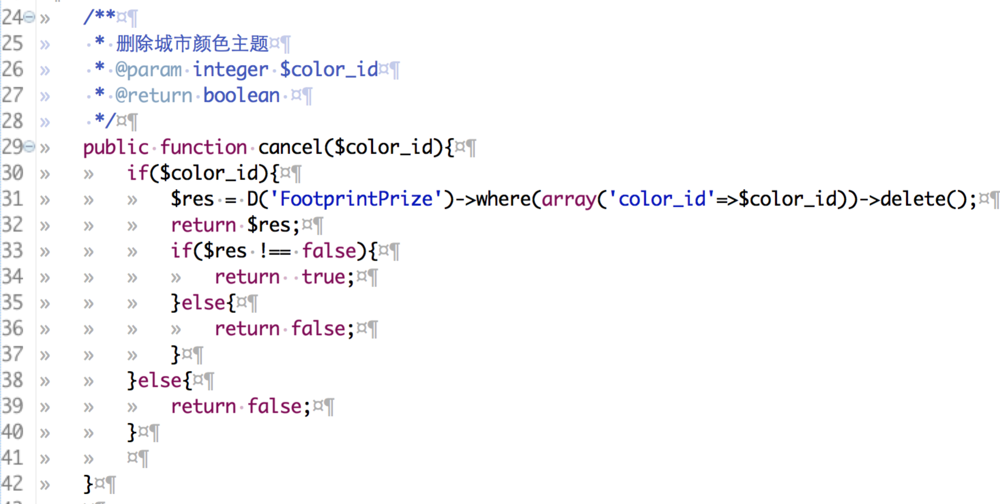 24 /**¤¶
25 » ·*·删除城市颜色主题¤¶
26 » ·*·@param·integer·$color_id¤¶
27 » ·*·@return·boolean·¤¶
28 » ·*/¤¶
29 » public·function·cancel($color_id){¤¶
30 » » if($color_id){¤¶
31 » » » $res·=·D('FootprintPrize')->where(array('color_id'=>$color_id))->delete();¤¶
32 » » » return·$res;¤¶
33 » » » if($res·!==·false){¤¶
34 » » » » return··true;¤¶
35 » » » }else{¤¶
36 » » » » return·false;¤¶
37 » » » }¤¶
38 » » }else{¤¶
39 » » » return·false;¤¶
40 » » }¤¶
41 » » ¤¶
42 » }¤¶